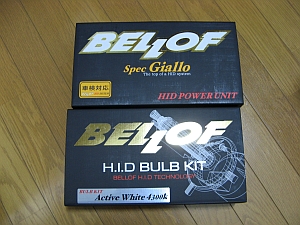 BELLOF
Spec Giallo
The top of a HID system.
車検対応
HID POWER UNIT
BELLOF
H.I.D BULB KIT
BELLOF H.I.D TECHNOLOGY
BULB KIT
Active White 4300k